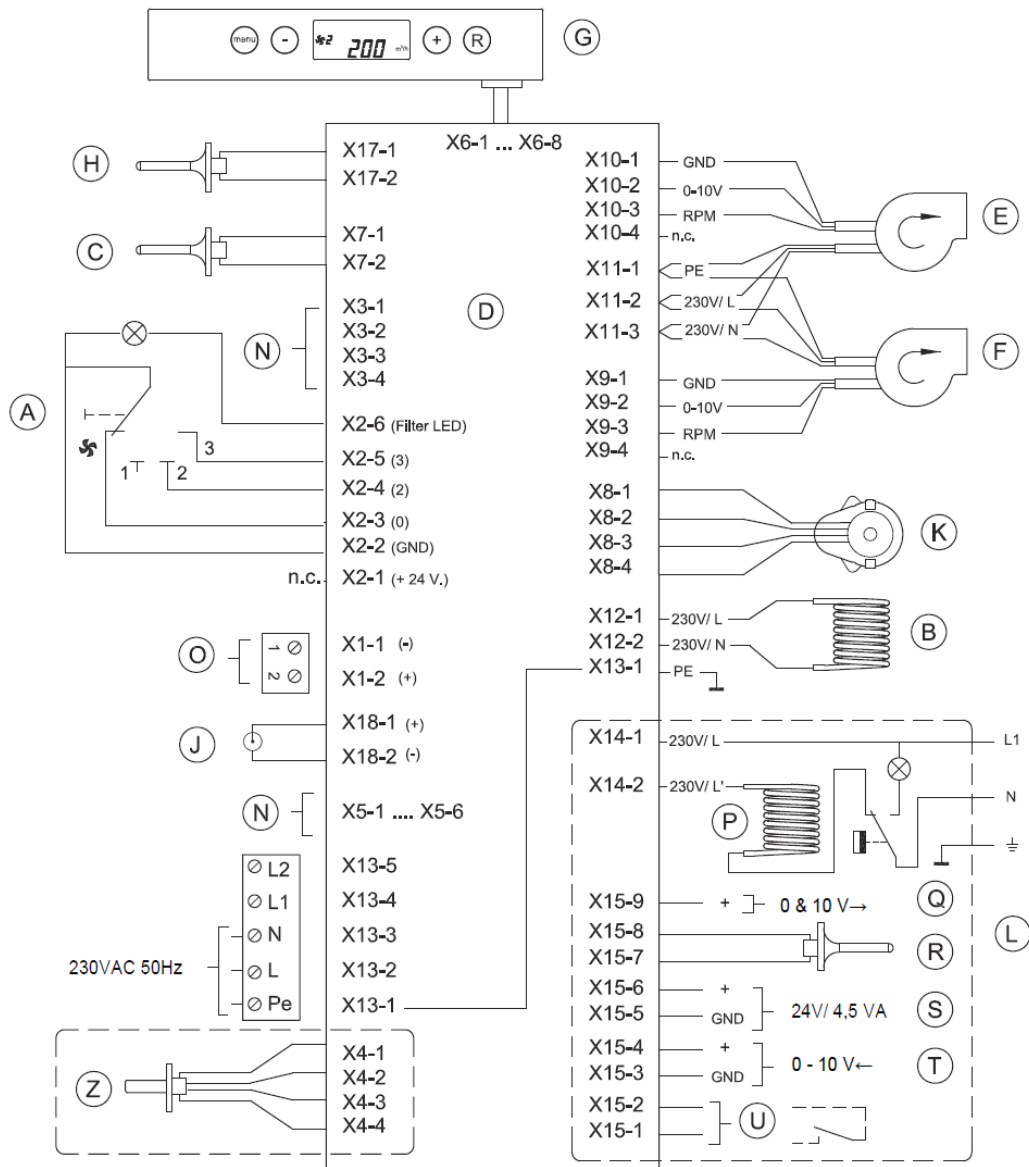 menu - 2 200 m³/h + R G
X6-1 ... X6-8
H
X17-1
X17-2
C
X7-1
X7-2
N
X3-1
X3-2
X3-3
X3-4
A
X2-6 (Filter LED)
X2-5 (3)
X2-4 (2)
X2-3 (0)
X2-2 (GND)
n.c. X2-1 (+ 24 V.)
1
2
3
O
1
2
X1-1 (-)
X1-2 (+)
J
X18-1 (+)
X18-2 (-)
N
X5-1 .... X5-6
L2 X13-5
L1 X13-4
N X13-3
L X13-2
Pe X13-1
230VAC 50Hz
Z
X4-1
X4-2
X4-3
X4-4
D
X10-1 GND
X10-2 0-10V
X10-3 RPM
X10-4 n.c.
E
X11-1 PE
X11-2 230V/ L
X11-3 230V/ N
F
X9-1 GND
X9-2 0-10V
X9-3 RPM
X9-4 n.c.
X8-1
X8-2
X8-3
X8-4
K
X12-1 230V/ L
X12-2 230V/ N
X13-1 PE
B
X14-1 230V/ L L1
X14-2 230V/ L' N
P
X15-9 + 0 & 10 V→ Q
X15-8
X15-7
R
L
X15-6 +
X15-5 GND
24V/ 4,5 VA S
X15-4 +
X15-3 GND
0 - 10 V← T
X15-2
X15-1
U